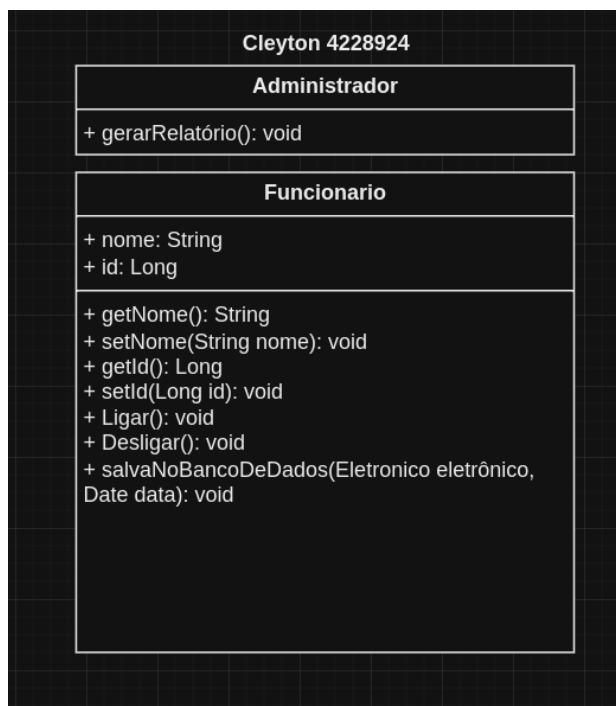 Cleyton 4228924
Administrador
+ gerarRelatório(): void
Funcionario
+ nome: String
+ id: Long
+ getNome(): String
+ setNome(String nome): void
+ getId(): Long
+ setId(Long id): void
+ Ligar(): void
+ Desligar(): void
+ salvaNoBancoDeDados(Eletronico eletrônico,
Date data): void